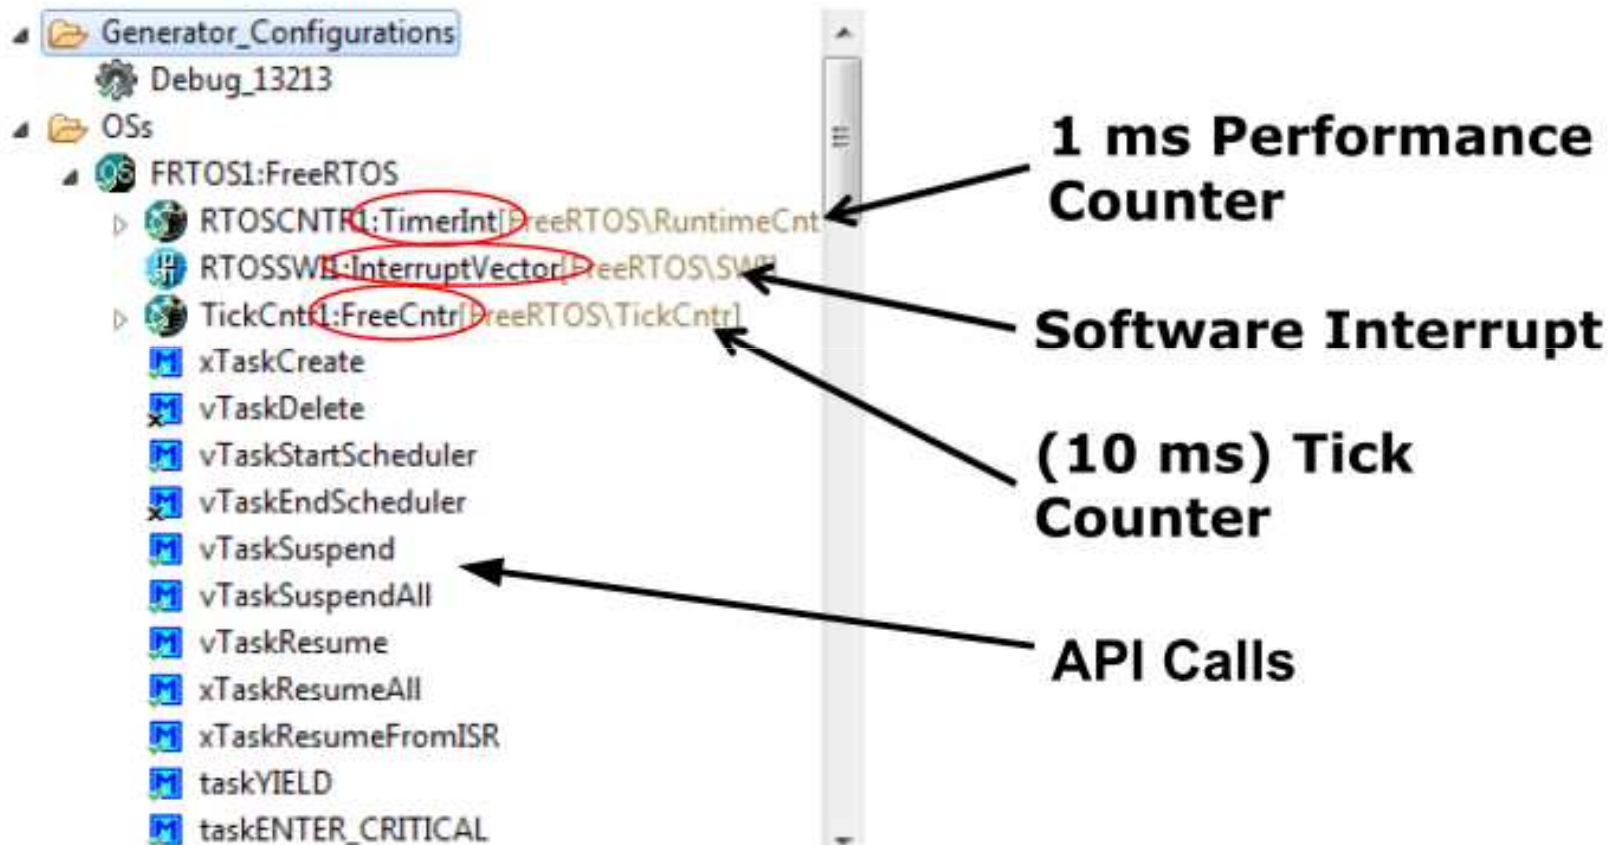 Generator_Configurations
Debug_13213
OSs
FRTOS1:FreeRTOS
RTOSCNTR1:TimerInt[FreeRTOS\RuntimeCnt
RTOSSWI1:InterruptVector[FreeRTOS\SWI]
TickCntr1:FreeCntr[FreeRTOS\TickCntr]
xTaskCreate
vTaskDelete
vTaskStartScheduler
vTaskEndScheduler
vTaskSuspend
vTaskSuspendAll
vTaskResume
xTaskResumeAll
xTaskResumeFromISR
taskYIELD
taskENTER_CRITICAL
1 ms Performance
Counter
Software Interrupt
(10 ms) Tick
Counter
API Calls